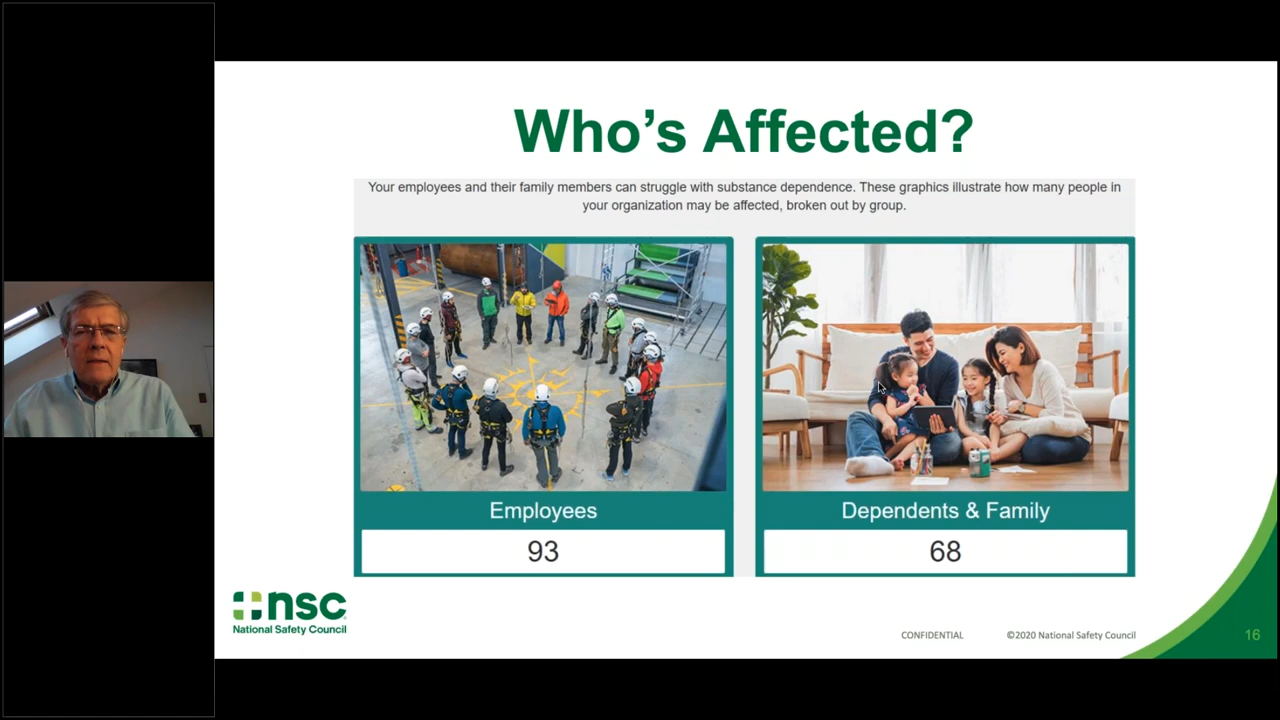 Who's Affected?
Your employees and their family members can struggle with substance dependence. These graphics illustrate how many people in
your organization may be affected, broken out by group.
Employees
93
Dependents & Family
68
nsc
National Safety Council
CONFIDENTIAL
©2020 National Safety Council
16